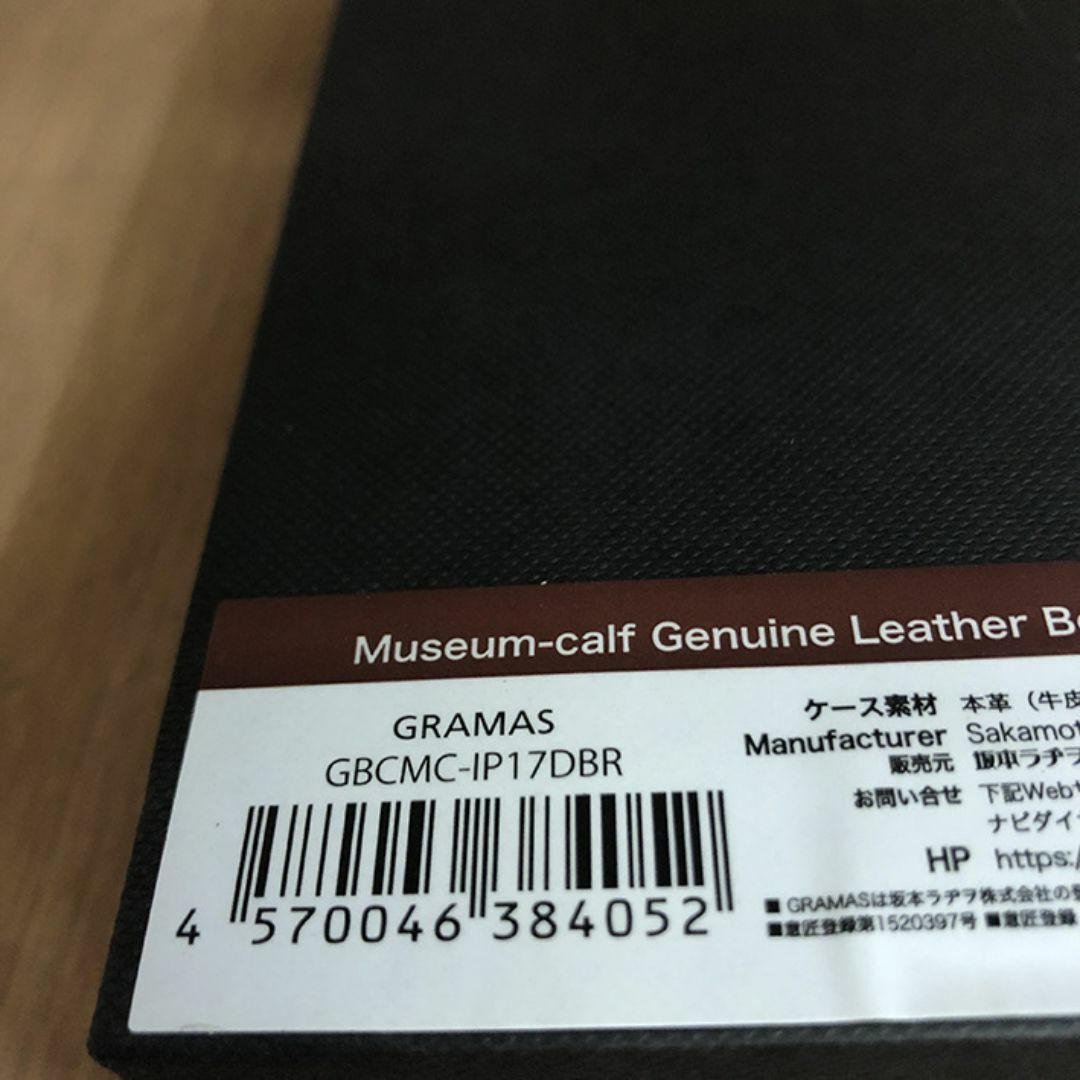 Museum-calf Genuine Leather
GRAMAS
GBCMC-IP17DBR
4 570046 384052
ケース素材 本革（牛皮
Manufacturer Sakamot
販売元 坂本ラヂヲ
お問い合せ 下記Web
ナビダイ
HP https:/
■ GRAMASは坂本ラヂヲ株式会社の
■意匠登録第1520397号 ■意匠登録